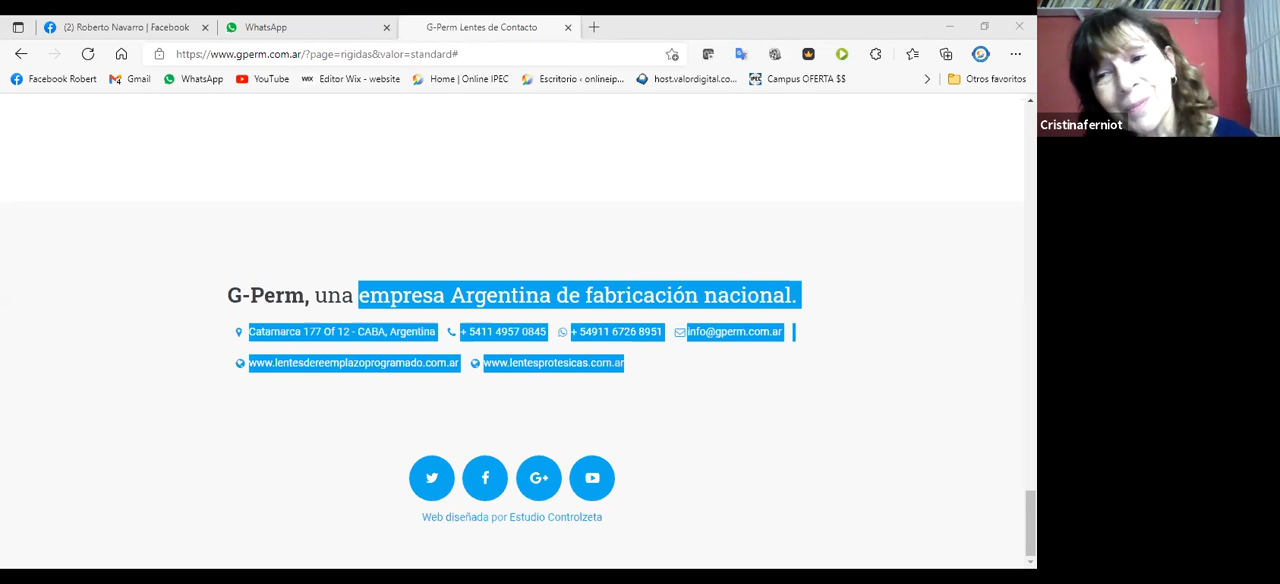 (2) Roberto Navarro | Facebook
WhatsApp
G-Perm Lentes de Contacto
https://www.gperm.com.ar/?page=rigidas&valor=standard#
Facebook Robert
Gmail
WhatsApp
YouTube
WIX Editor Wix - website
Home | Online IPEC
Escritorio ‹ onlineip...
host.valordigital.co...
Campus OFERTA $$
Otros favoritos
Cristinaferniot
G-Perm, una empresa Argentina de fabricación nacional.
Catamarca 177 Of 12 - CABA, Argentina + 5411 4957 0845 + 54911 6726 8951 info@gperm.com.ar
www.lentesdereemplazoprogramado.com.ar www.lentesprotesicas.com.ar
G+
Web diseñada por Estudio Controlzeta